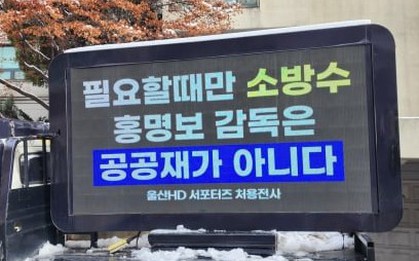 필요할때만 소방수
홍명보 감독은
공공재가 아니다
울산HD 서포터즈 처용전사